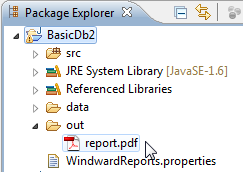 Package Explorer
BasicDb2
src
JRE System Library [JavaSE-1.6]
Referenced Libraries
data
out
report.pdf
WindwardReports.properties